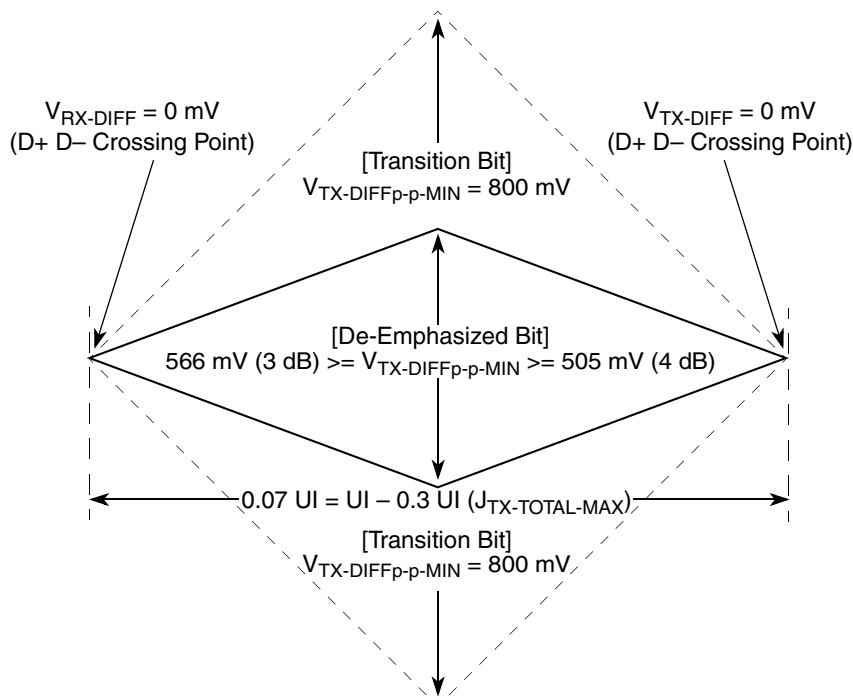 V_RX-DIFF = 0 mV
(D+ D– Crossing Point)
V_TX-DIFF = 0 mV
(D+ D– Crossing Point)
[Transition Bit]
V_TX-DIFFp-p-MIN = 800 mV
[De-Emphasized Bit]
566 mV (3 dB) >= V_TX-DIFFp-p-MIN >= 505 mV (4 dB)
0.07 UI = UI – 0.3 UI (J_TX-TOTAL-MAX)
[Transition Bit]
V_TX-DIFFp-p-MIN = 800 mV